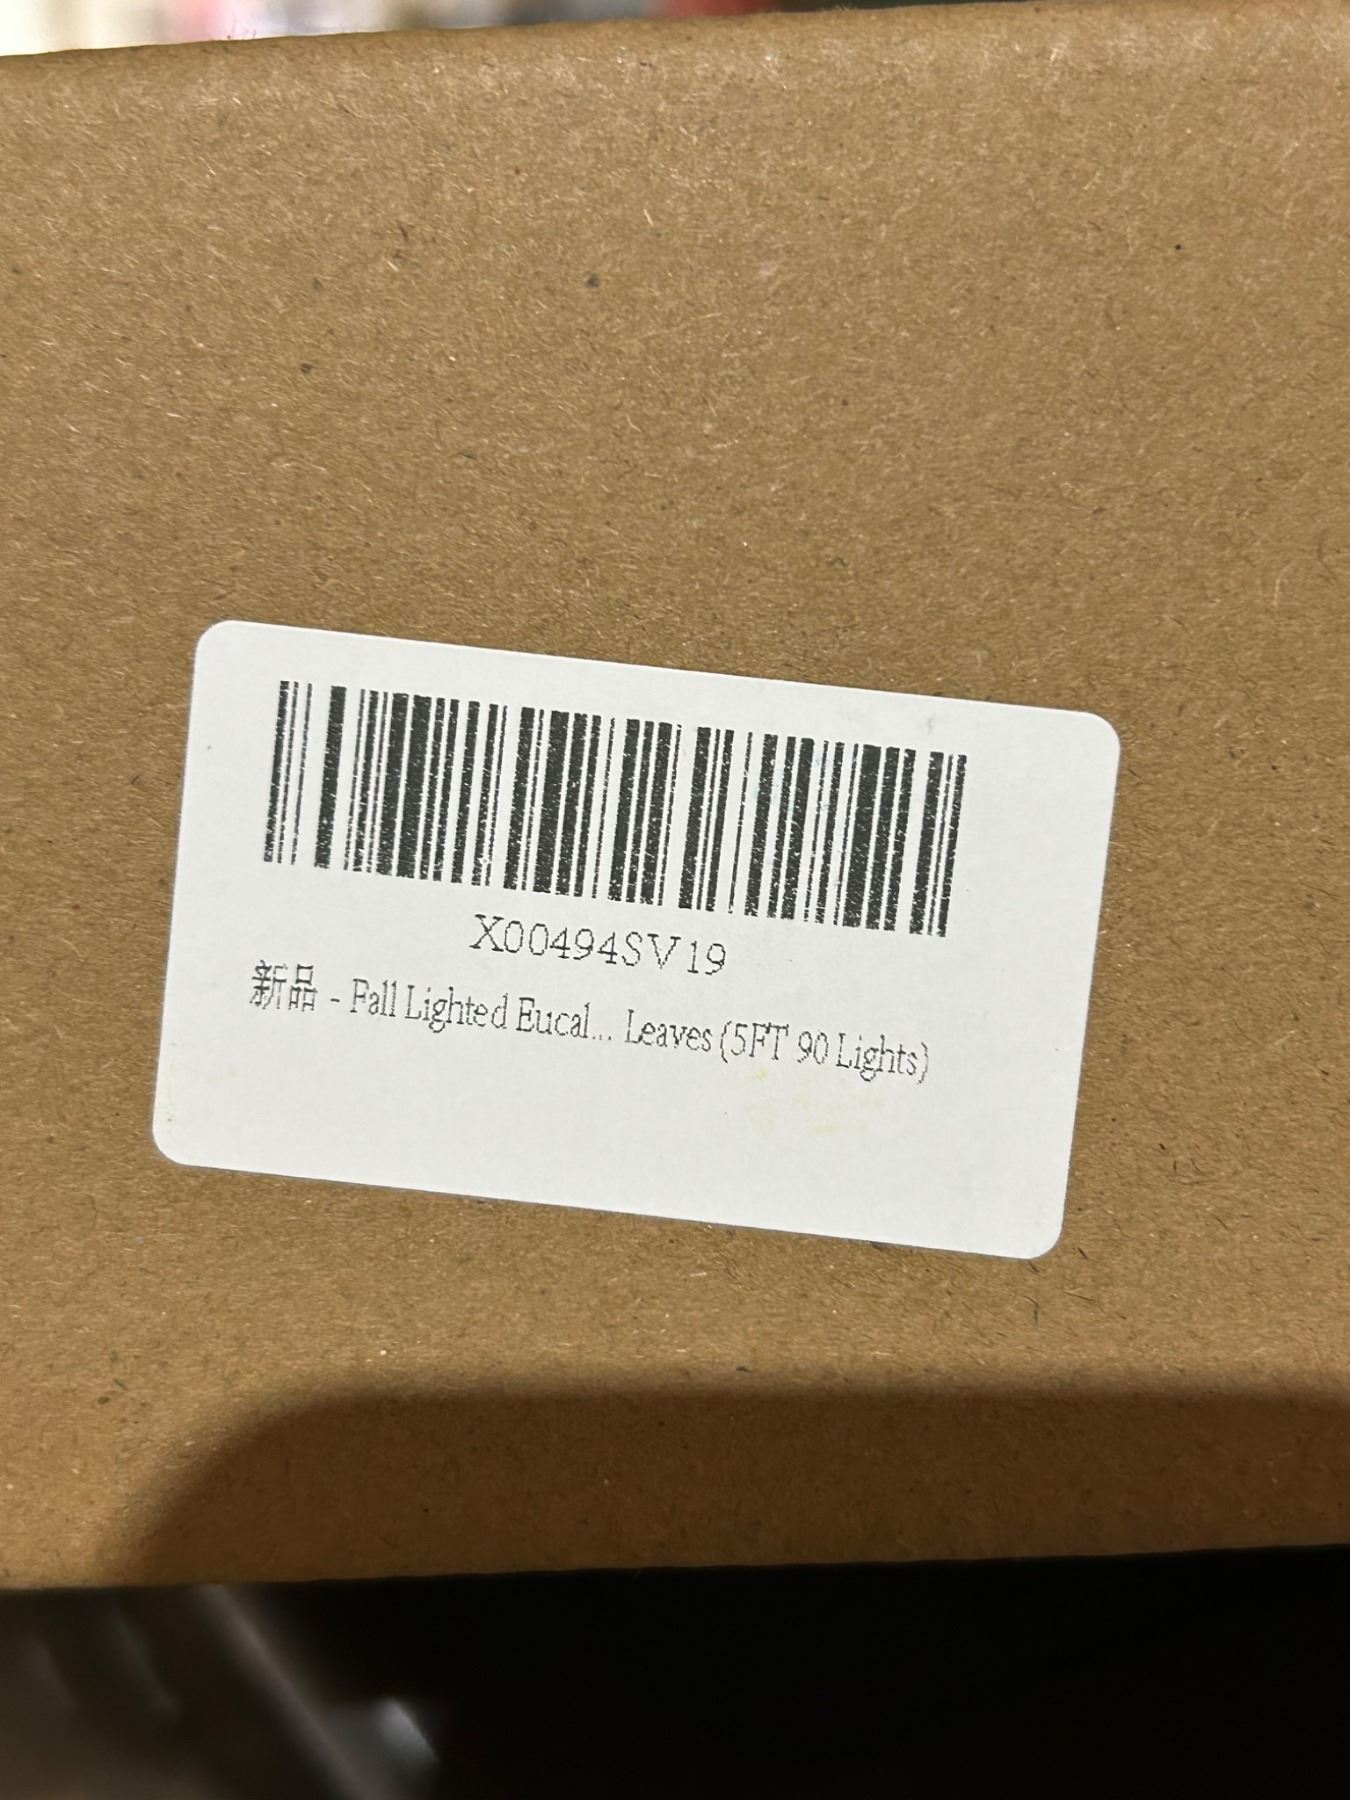 X00494SV19
新品 - Fall Lighted Eucal... Leaves (5FT 90 Lights)